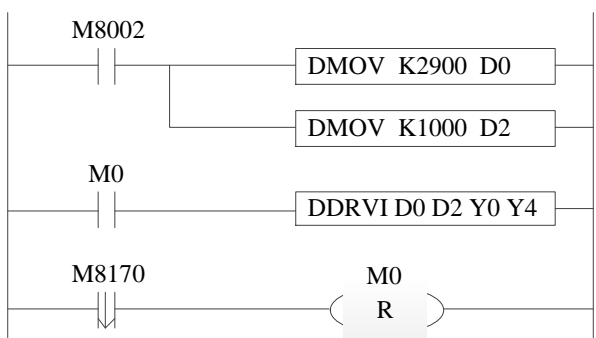 M8002
DMOV K2900 D0
DMOV K1000 D2
M0
DDRVI D0 D2 Y0 Y4
M8170
M0
R